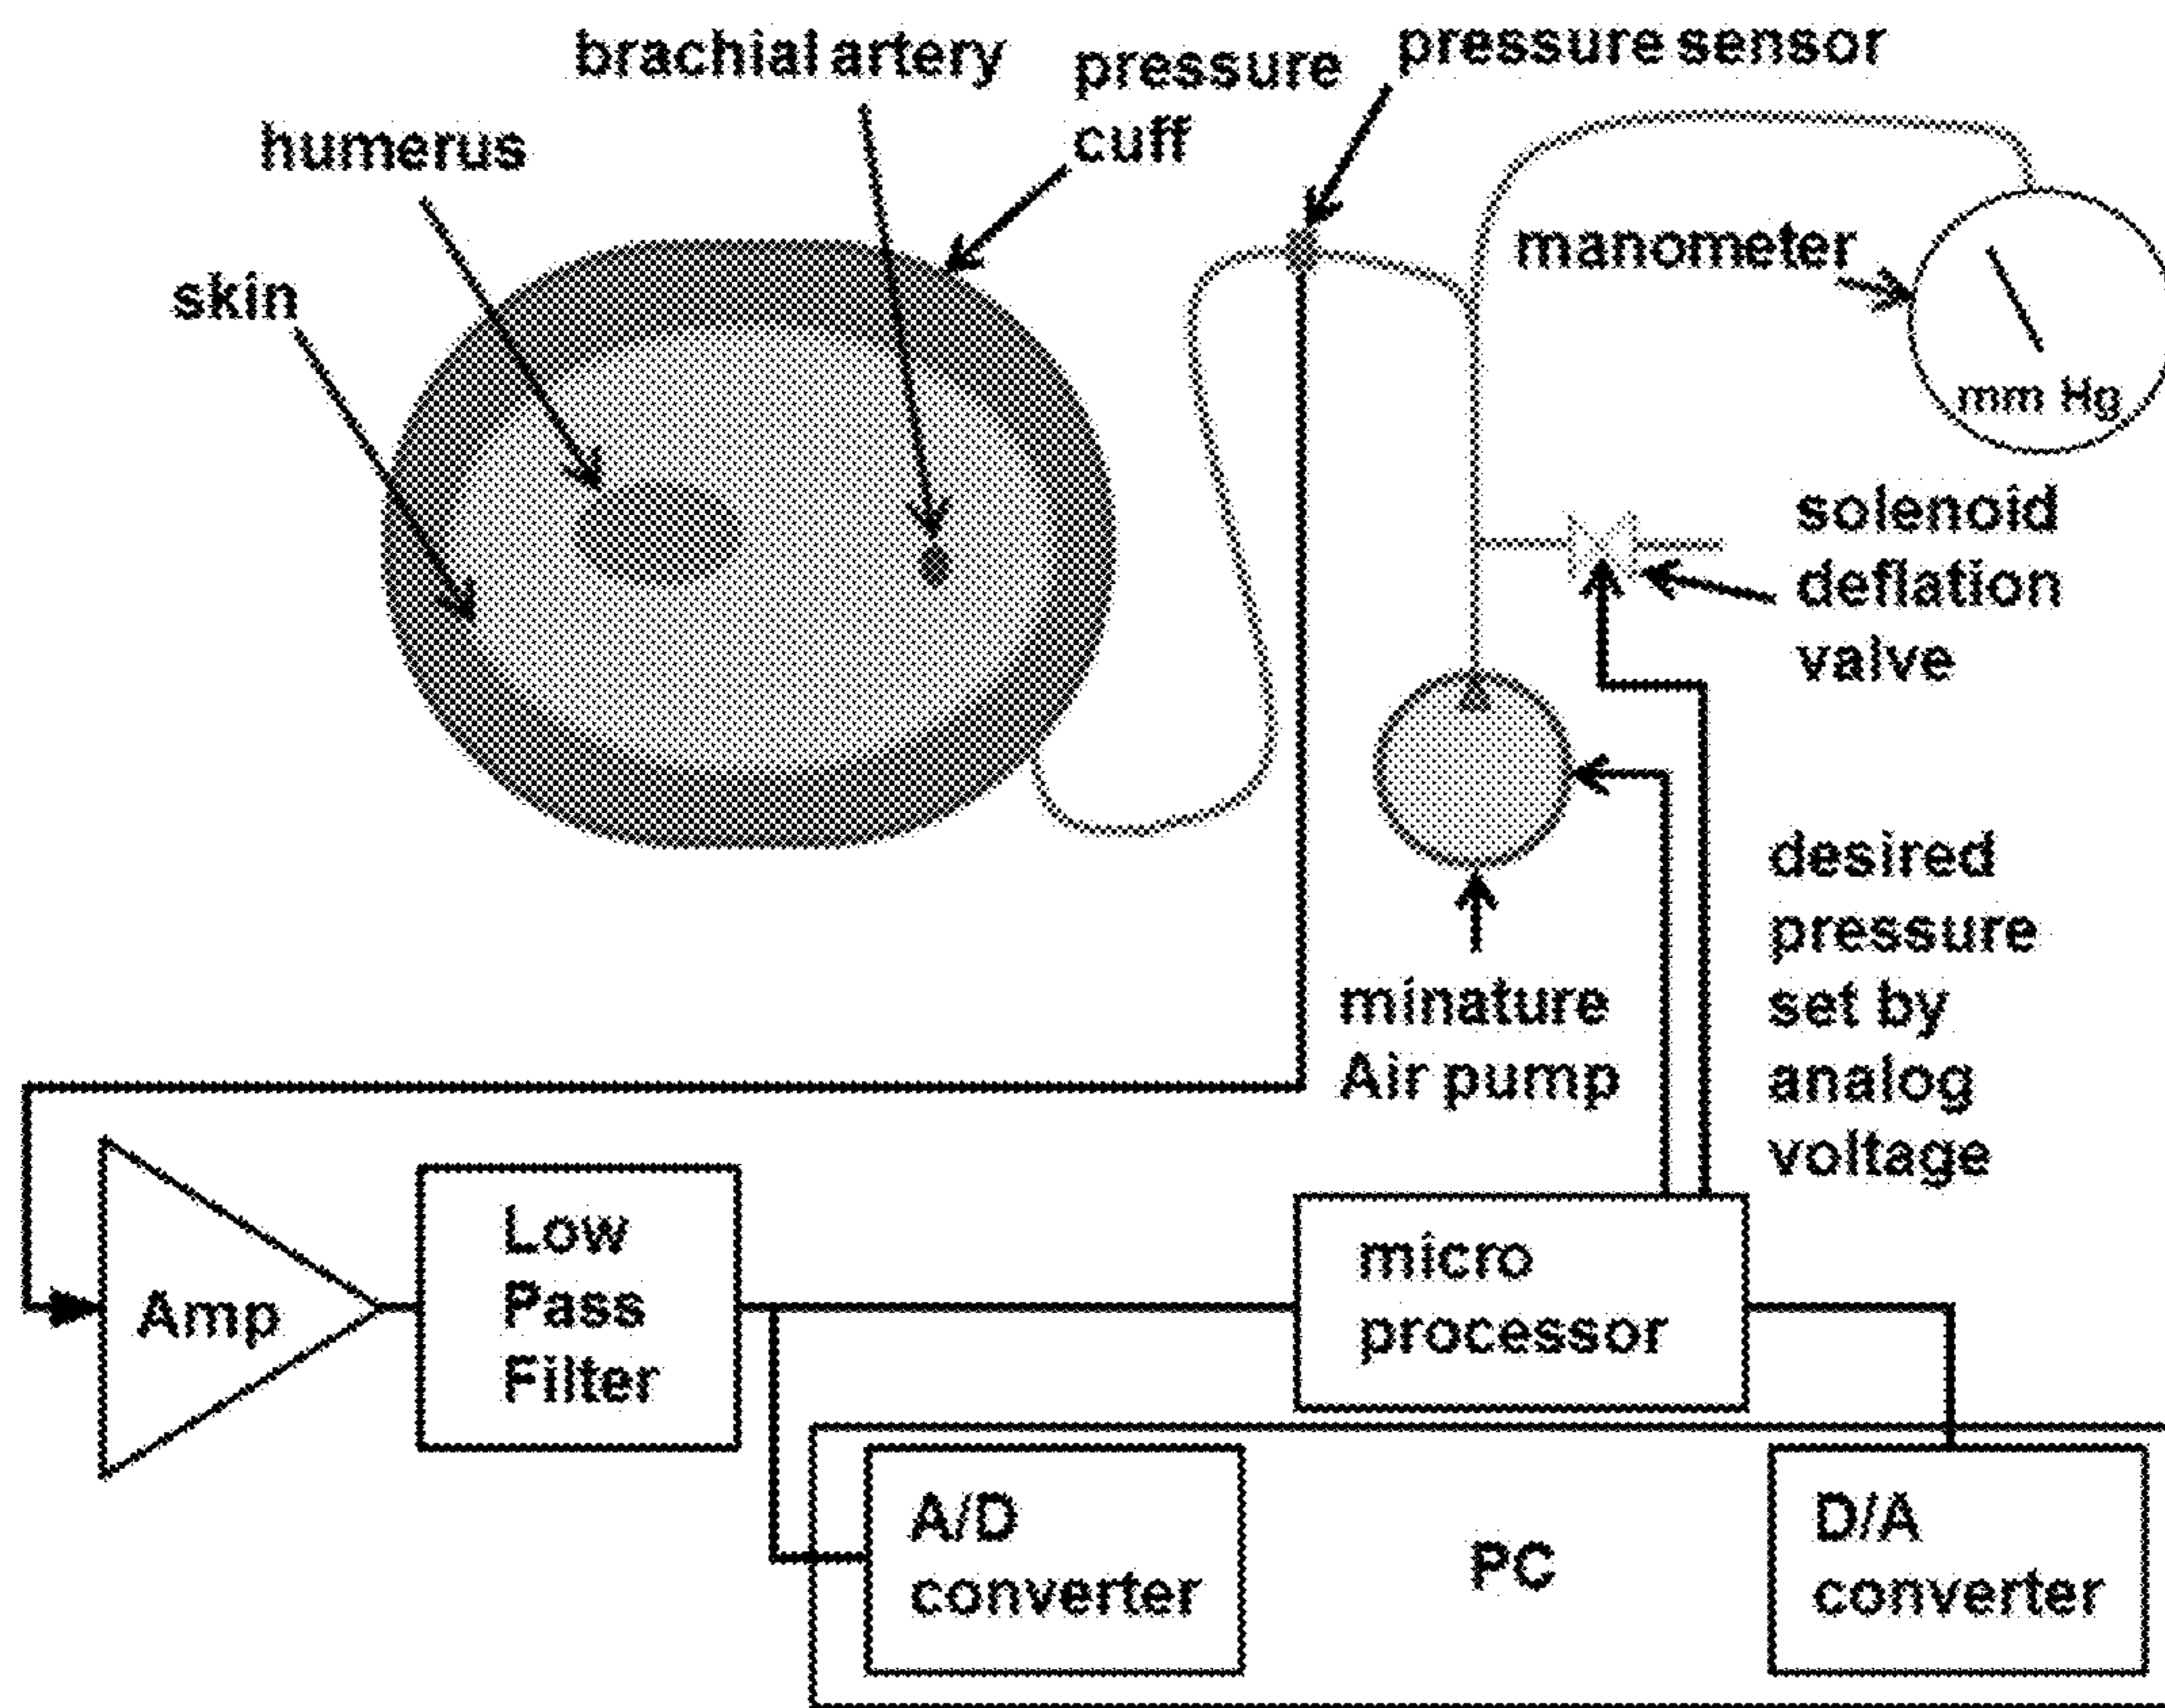 brachial artery
pressure
cuff
pressure sensor
humerus
skin
manometer
mm Hg
solenoid
deflation
valve
desired
pressure
set by
analog
voltage
minature
Air pump
Amp
Low
Pass
Filter
micro
processor
A/D
converter
PC
D/A
converter